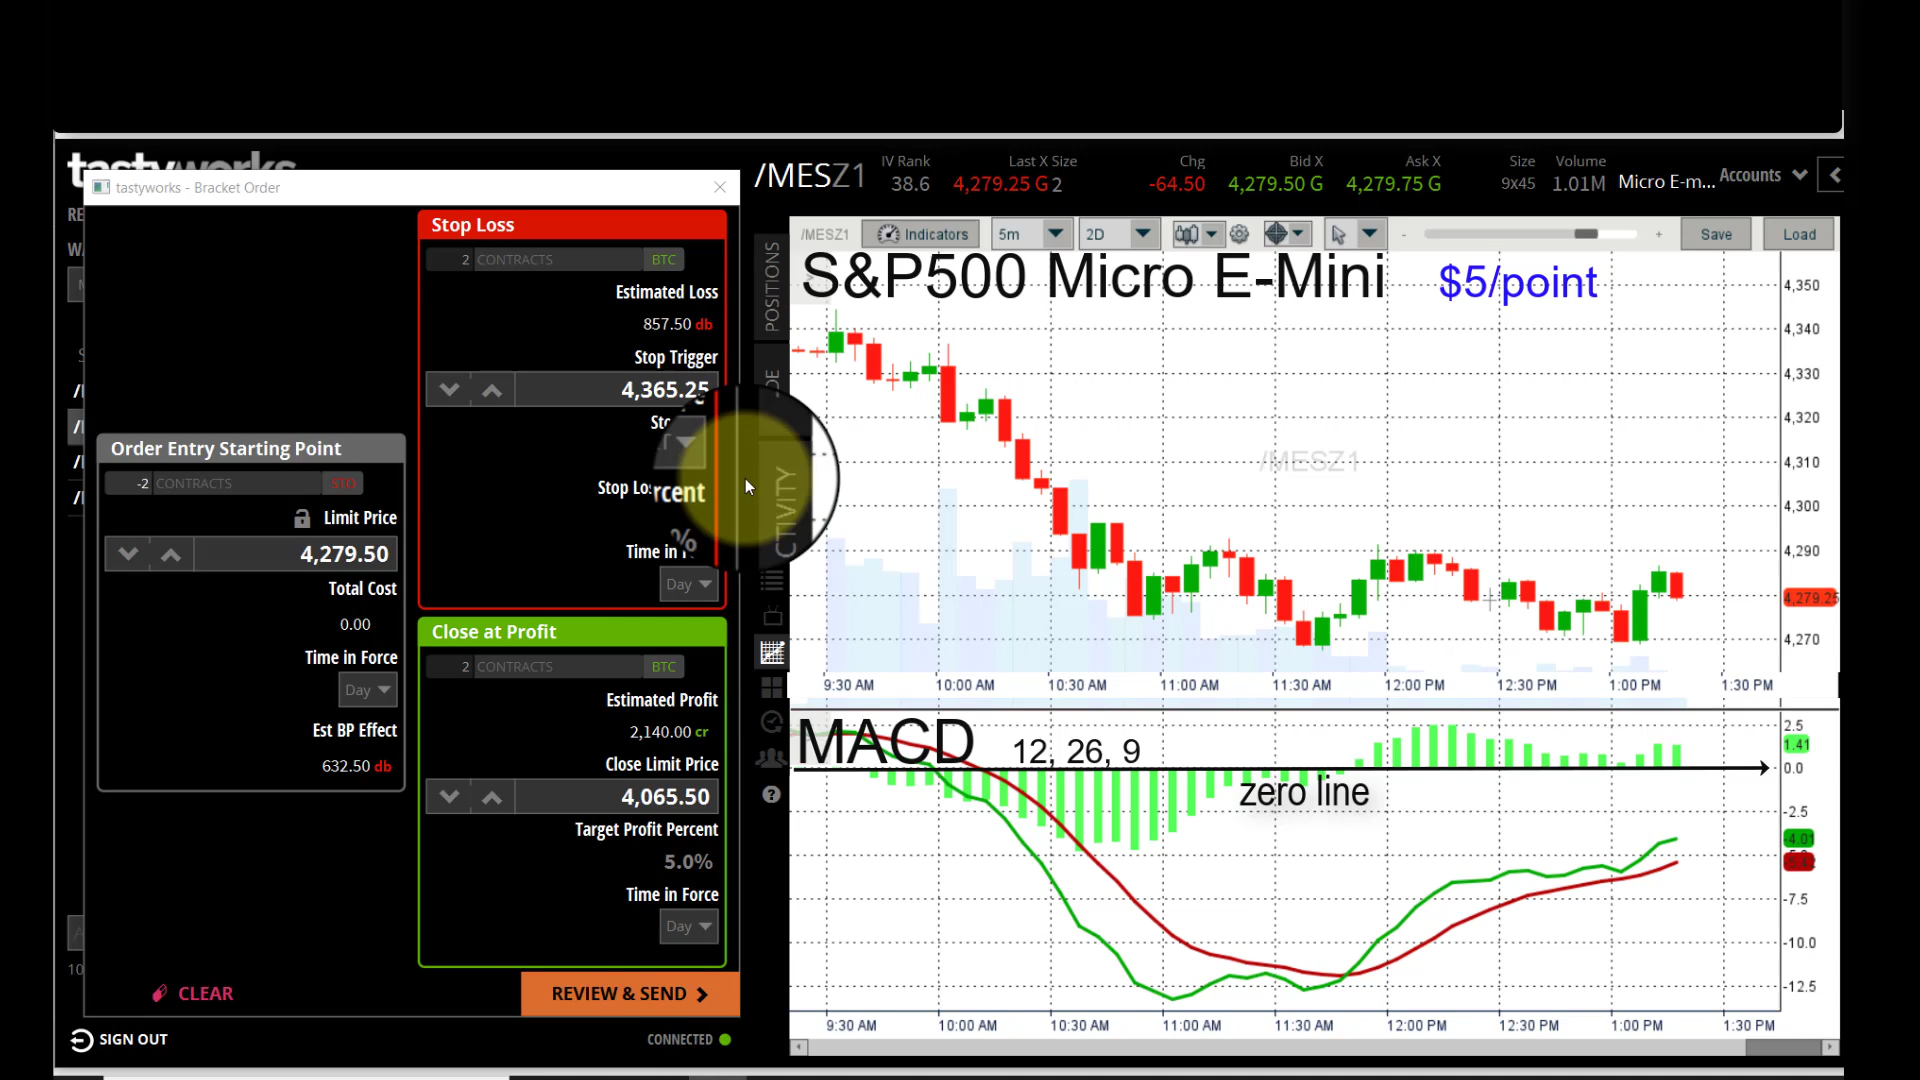 tastyworks
tastyworks - Bracket Order
Stop Loss
2 CONTRACTS BTC
Estimated Loss
857.50 db
Stop Trigger
4,365.25
Time in
Day
Order Entry Starting Point
-2 CONTRACTS STO
Limit Price
4,279.50
Total Cost
0.00
Time in Force
Day
Est BP Effect
632.50 db
Close at Profit
2 CONTRACTS BTC
Estimated Profit
2,140.00 cr
Close Limit Price
4,065.50
Target Profit Percent
5.0%
Time in Force
Day
CLEAR
REVIEW & SEND
SIGN OUT
CONNECTED
POSITIONS
/MESZ1
IV Rank
38.6
Last X Size
4,279.25 G 2
Chg
-64.50
Bid X
4,279.50 G
Ask X
4,279.75 G
Size
9x45
Volume
1.01M
Micro E-m...
Accounts
/MESZ1 Indicators 5m 2D - + Save Load
S&P500 Micro E-Mini $5/point
/MESZ1
4,350
4,340
4,330
4,320
4,310
4,300
4,290
4,279.25
4,270
9:30 AM 10:00 AM 10:30 AM 11:00 AM 11:30 AM 12:00 PM 12:30 PM 1:00 PM 1:30 PM
MACD 12, 26, 9
zero line
2.5
1.41
0.0
-2.5
-4.01
-7.5
-10.0
-12.5
9:30 AM 10:00 AM 10:30 AM 11:00 AM 11:30 AM 12:00 PM 12:30 PM 1:00 PM 1:30 PM